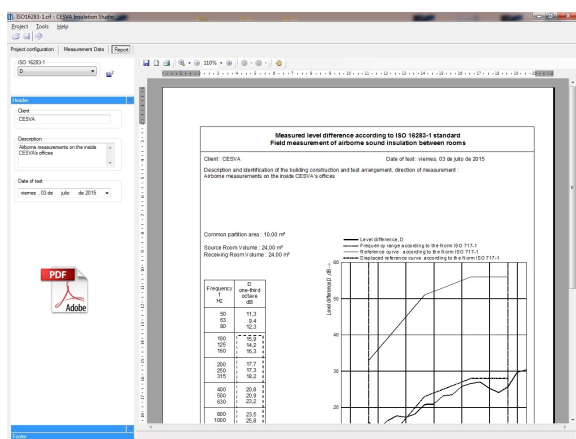 ISO16283-1.cif - CESVA Insulation Studio
Project Tools Help
Project configuration Measurement Data Report
ISO 16283-1
D
110%
Header
Client
CESVA
Description
Airborne measurements on the inside
CESVA's offices
Date of test
viernes , 03 de julio de 2015
PDF
Adobe
Footer
Measured level difference according to ISO 16283-1 standard
Field measurement of airborne sound insulation between rooms
Client: CESVA
Date of test: viernes, 03 de julio de 2015
Description and identification of the building construction and test arrangement, direction of measurement :
Airborne measurements on the inside CESVA's offices
Common partition area : 10,00 m²
Source Room Volume : 24,00 m³
Receiving Room Volume : 24,00 m³
Level difference, D
Frequency range according to the Norm ISO 717-1
Reference curve according to the Norm ISO 717-1
Displaced reference curve according to the Norm ISO 717-1
Frequency
f
Hz
D
one-third
octave
dB
50 11,3
63 9,4
80 12,3
100 15,9
125 14,2
160 16,3
200 17,7
250 17,3
315 18,2
400 20,8
500 20,9
630 23,2
800 23,5
1000 25,8
Level difference,D ,dB →
60
50
40
30
20